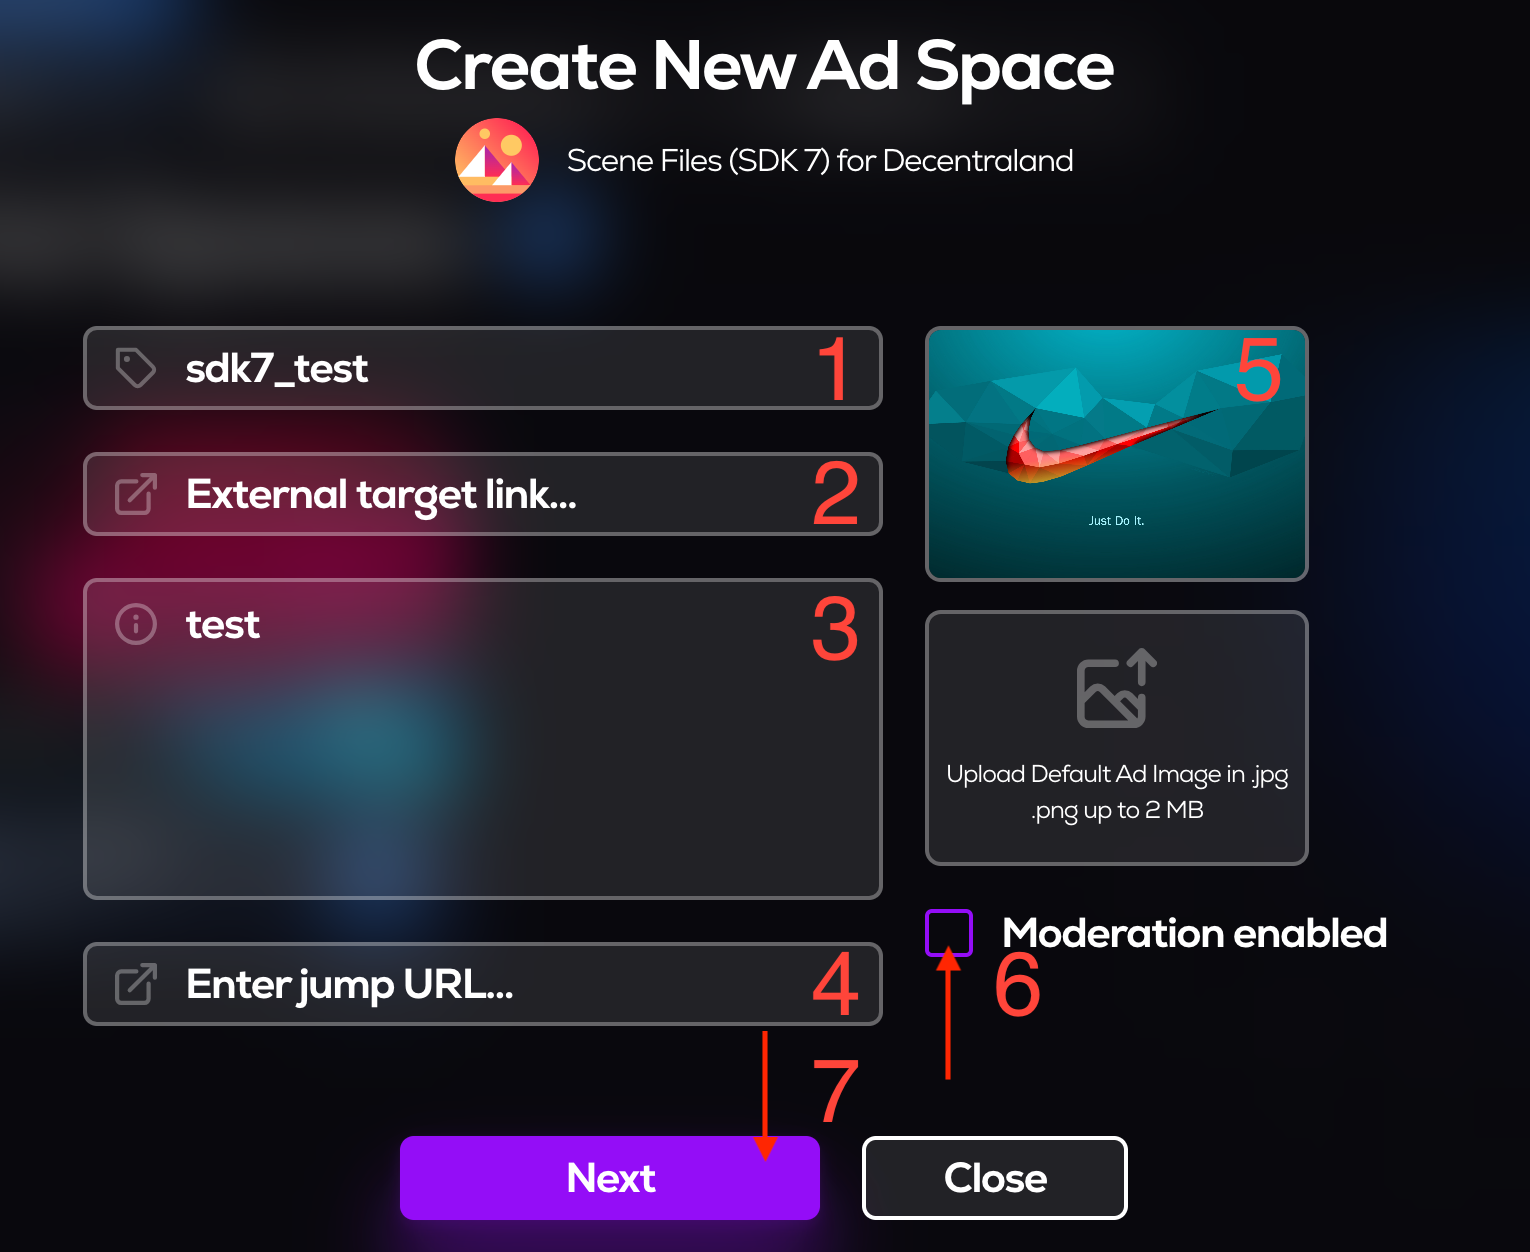 Create New Ad Space
Scene Files (SDK 7) for Decentraland
sdk7_test
1
External target link...
2
test
3
Enter jump URL...
4
5
Just Do It.
Upload Default Ad Image in .jpg
.png up to 2 MB
Moderation enabled
6
7
Next
Close